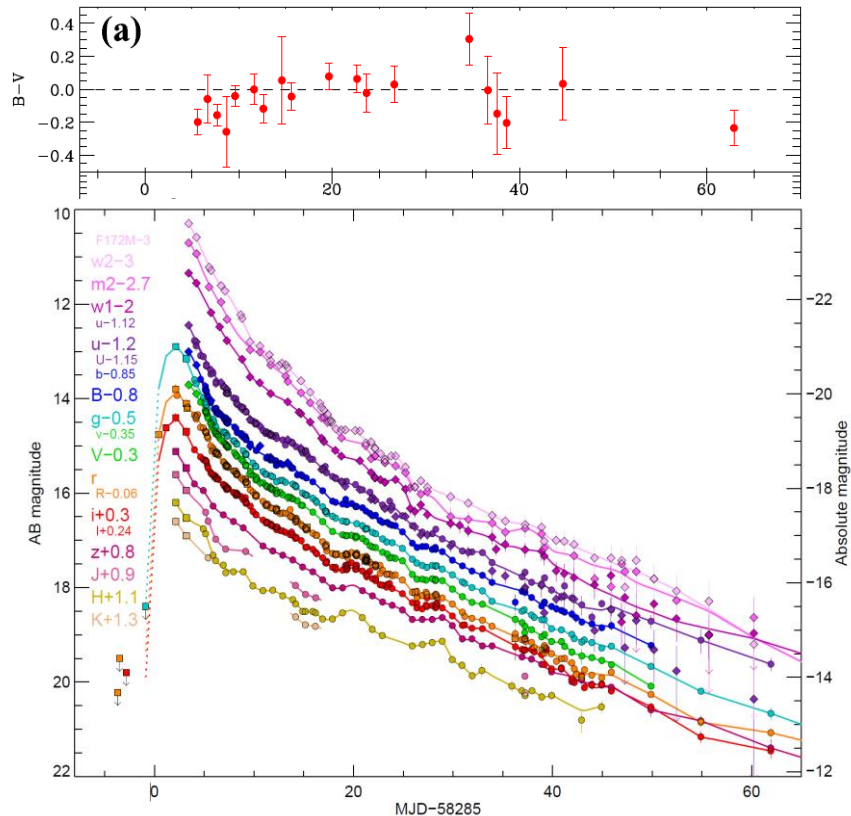 (a)
0.4
0.2
0.0
−0.2
−0.4
B−V
0 20 40 60
10
12
14
16
18
20
22
AB magnitude
F172M−3
w2−3
m2−2.7
w1−2
u−1.12
u−1.2
U−1.15
b−0.85
B−0.8
g−0.5
v−0.35
V−0.3
r
R−0.06
i+0.3
I+0.24
z+0.8
J+0.9
H+1.1
K+1.3
−22
−20
−18
−16
−14
−12
Absolute magnitude
0 20 40 60
MJD−58285